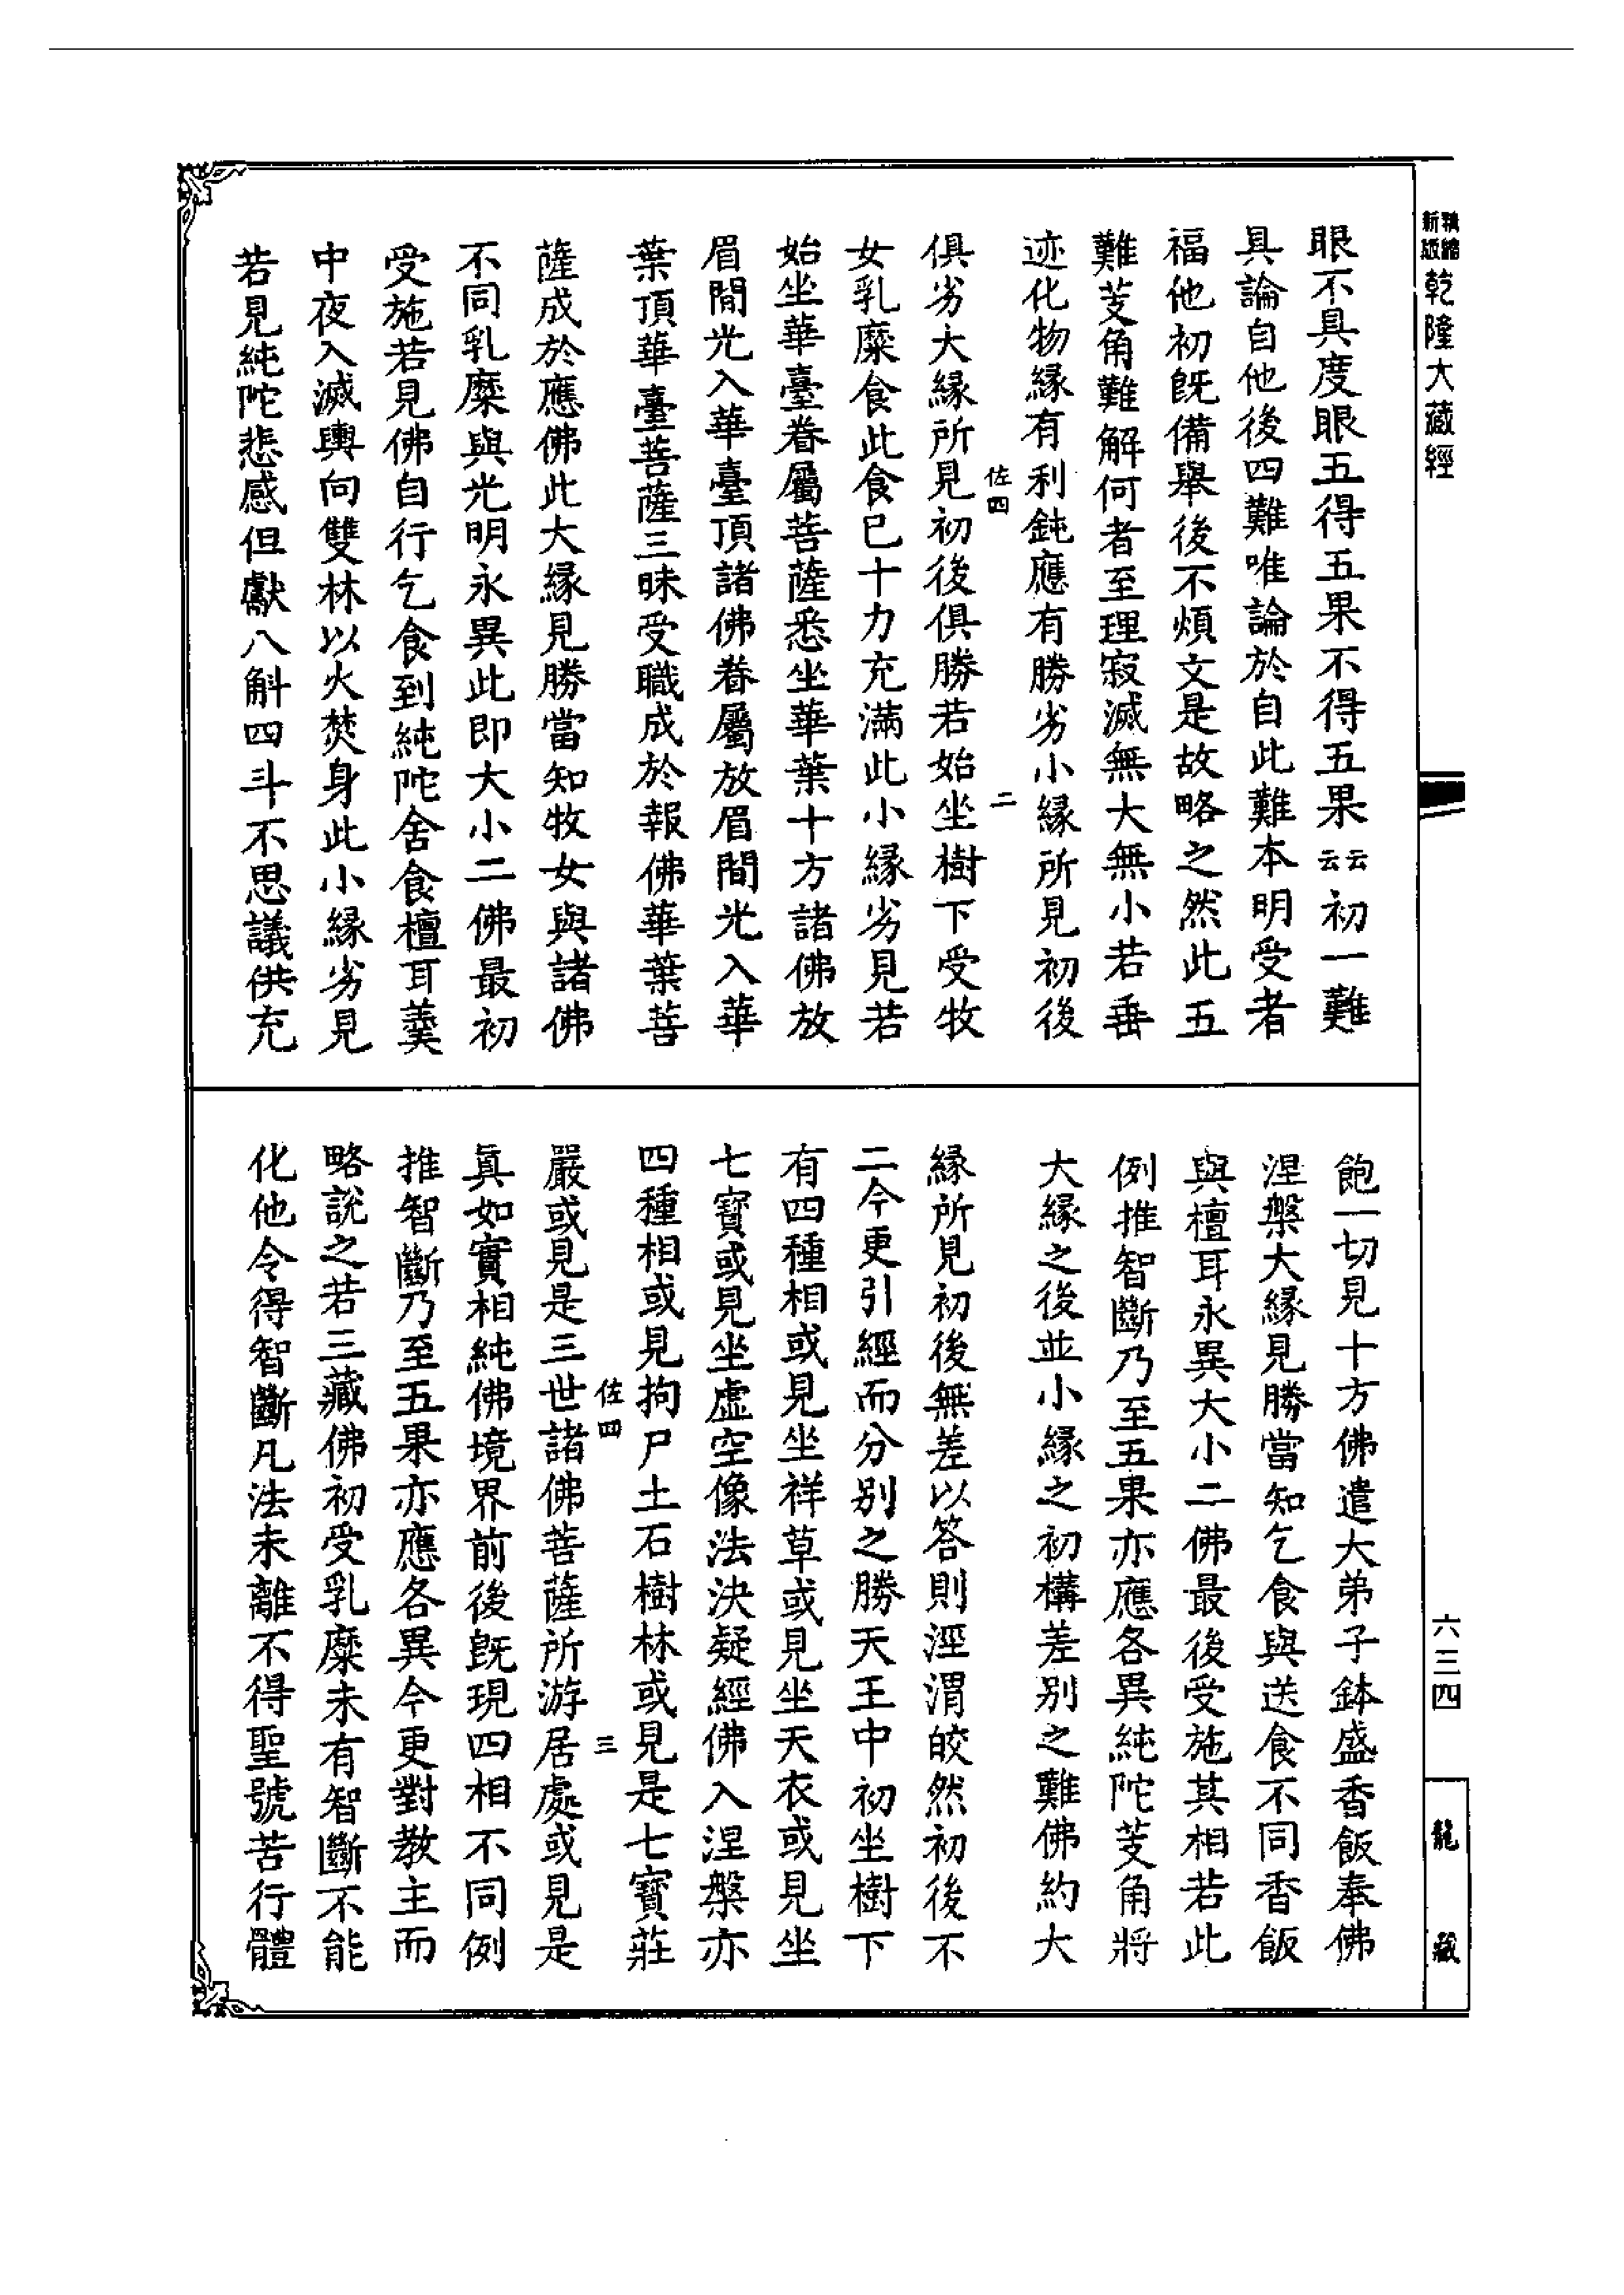 精縮新版乾隆大藏經
眼不具度眼五得五果不得五果云云初一難
具論自他後四難唯論於自此難本明受者
福他初旣備舉後不煩文是故略之然此五
難芰角難解何者至理寂滅無大無小若垂
迹化物緣有利鈍應有勝劣小緣所見初後
佐四 二
俱劣大緣所見初後俱勝若始坐樹下受牧
女乳糜食此食已十力充滿此小緣劣見若
始坐華臺眷屬菩薩悉坐華葉十方諸佛放
眉間光入華臺頂諸佛眷屬放眉間光入華
葉頂華臺菩薩三昧受職成於報佛華葉菩
薩成於應佛此大緣見勝當知牧女與諸佛
不同乳糜與光明永異此即大小二佛最初
受施若見佛自行乞食到純陀舍食檀耳羹
中夜入滅輿向雙林以火焚身此小緣劣見
若見純陀悲感但獻八斛四斗不思議供充
飽一切見十方佛遣大弟子鉢盛香飯奉佛
涅槃大緣見勝當知乞食與送食不同香飯
與檀耳永異大小二佛最後受施其相若此
例推智斷乃至五果亦應各異純陀芰角將
大緣之後並小緣之初構差別之難佛約大
緣所見初後無差以答則涇渭皎然初後不
二今更引經而分別之勝天王中初坐樹下
有四種相或見坐祥草或見坐天衣或見坐
七寶或見坐虛空像法決疑經佛入涅槃亦
四種相或見拘尸土石樹林或見是七寶莊
佐四 三
嚴或見是三世諸佛菩薩所游居處或見是
眞如實相純佛境界前後旣現四相不同例
推智斷乃至五果亦應各異今更對教主而
略說之若三藏佛初受乳糜未有智斷不能
化他令得智斷凡法未離不得聖號苦行體
六三四
龍藏